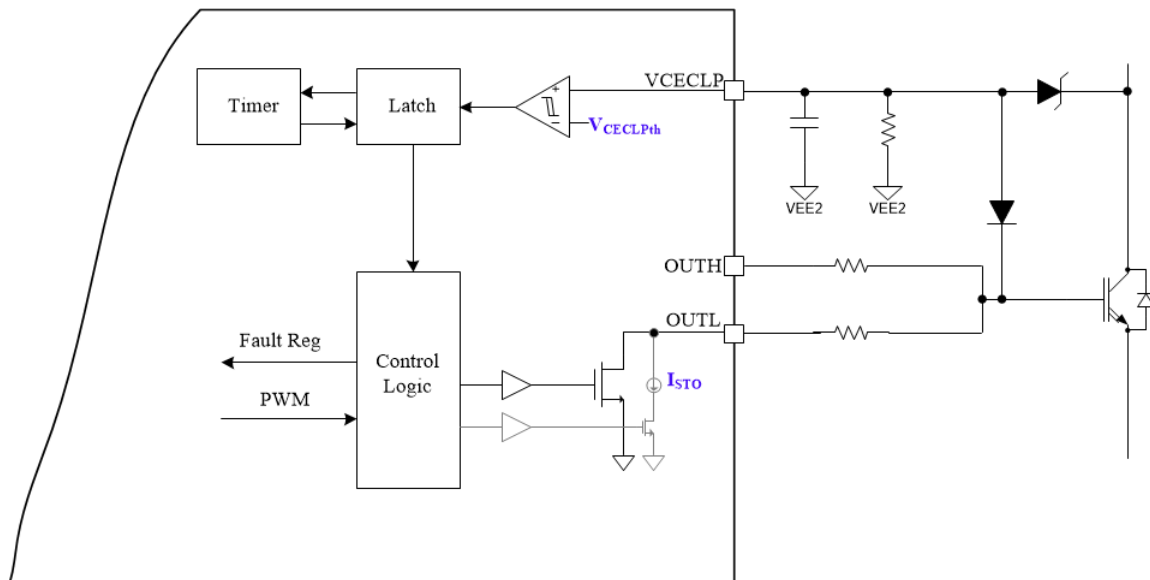 VCECLP
Timer
Latch
+
−
VCECLPth
VEE2
VEE2
OUTH
OUTL
Fault Reg
Control
Logic
ISTO
PWM